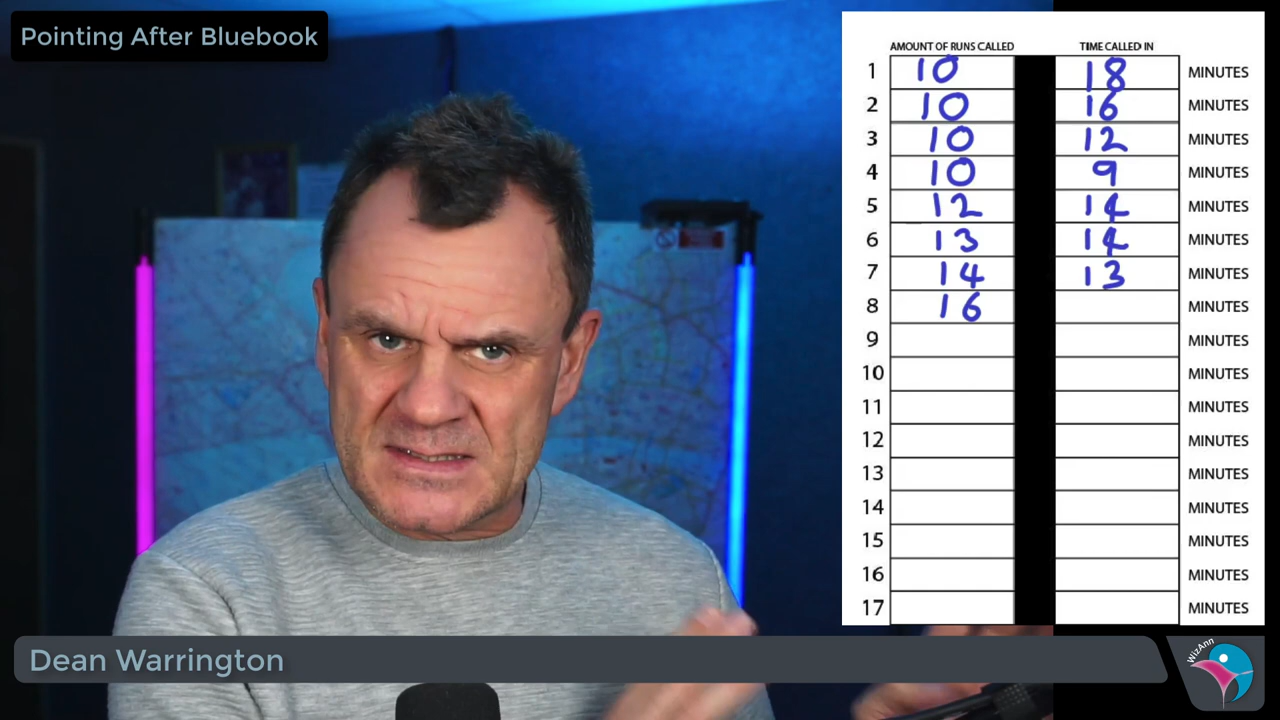 Pointing After Bluebook
AMOUNT OF RUNS CALLED TIME CALLED IN
1 10 18 MINUTES
2 10 16 MINUTES
3 10 12 MINUTES
4 10 9 MINUTES
5 12 14 MINUTES
6 13 14 MINUTES
7 14 13 MINUTES
8 16 MINUTES
9 MINUTES
10 MINUTES
11 MINUTES
12 MINUTES
13 MINUTES
14 MINUTES
15 MINUTES
16 MINUTES
17 MINUTES
Dean Warrington
WizAnn